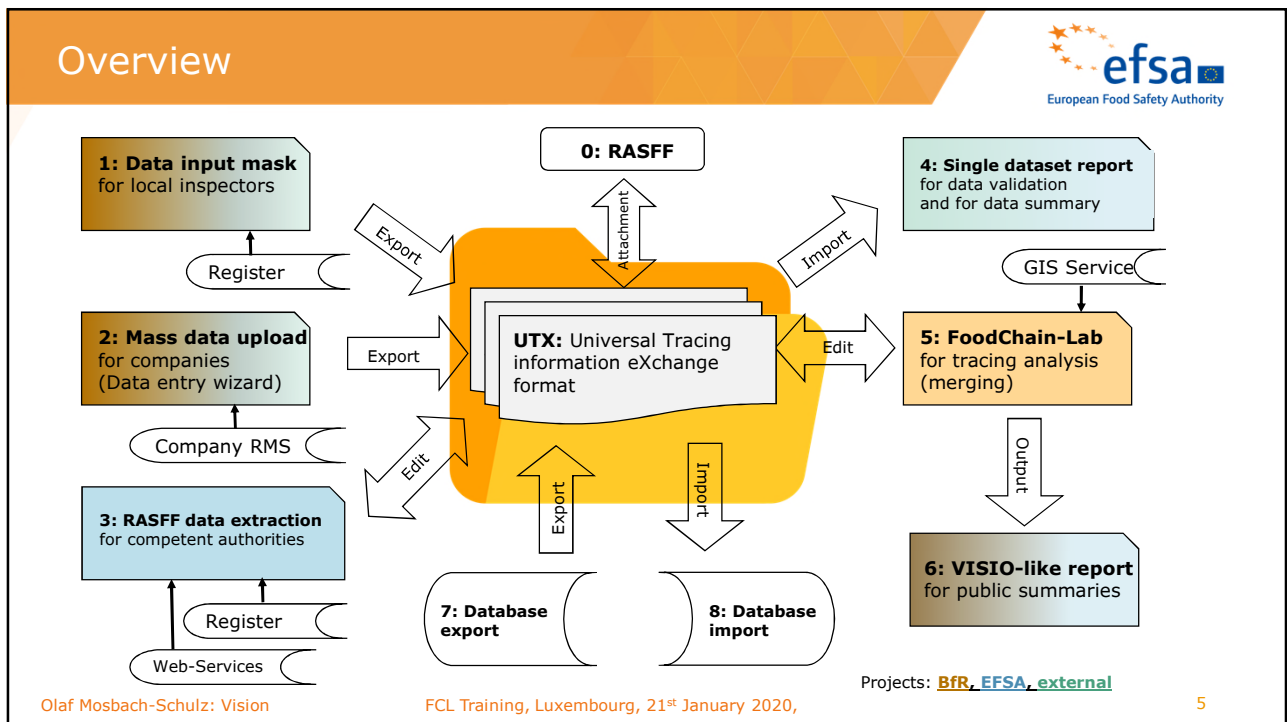 Overview
efsa
European Food Safety Authority
1: Data input mask
for local inspectors
Register
Export
0: RASFF
Attachment
4: Single dataset report
for data validation
and for data summary
Import
GIS Service
2: Mass data upload
for companies
(Data entry wizard)
Export
Company RMS
UTX: Universal Tracing
information eXchange
format
Edit
5: FoodChain-Lab
for tracing analysis
(merging)
Edit
3: RASFF data extraction
for competent authorities
Register
Web-Services
Export
Import
Output
7: Database
export
8: Database
import
6: VISIO-like report
for public summaries
Projects: BfR, EFSA, external
Olaf Mosbach-Schulz: Vision
FCL Training, Luxembourg, 21st January 2020,
5